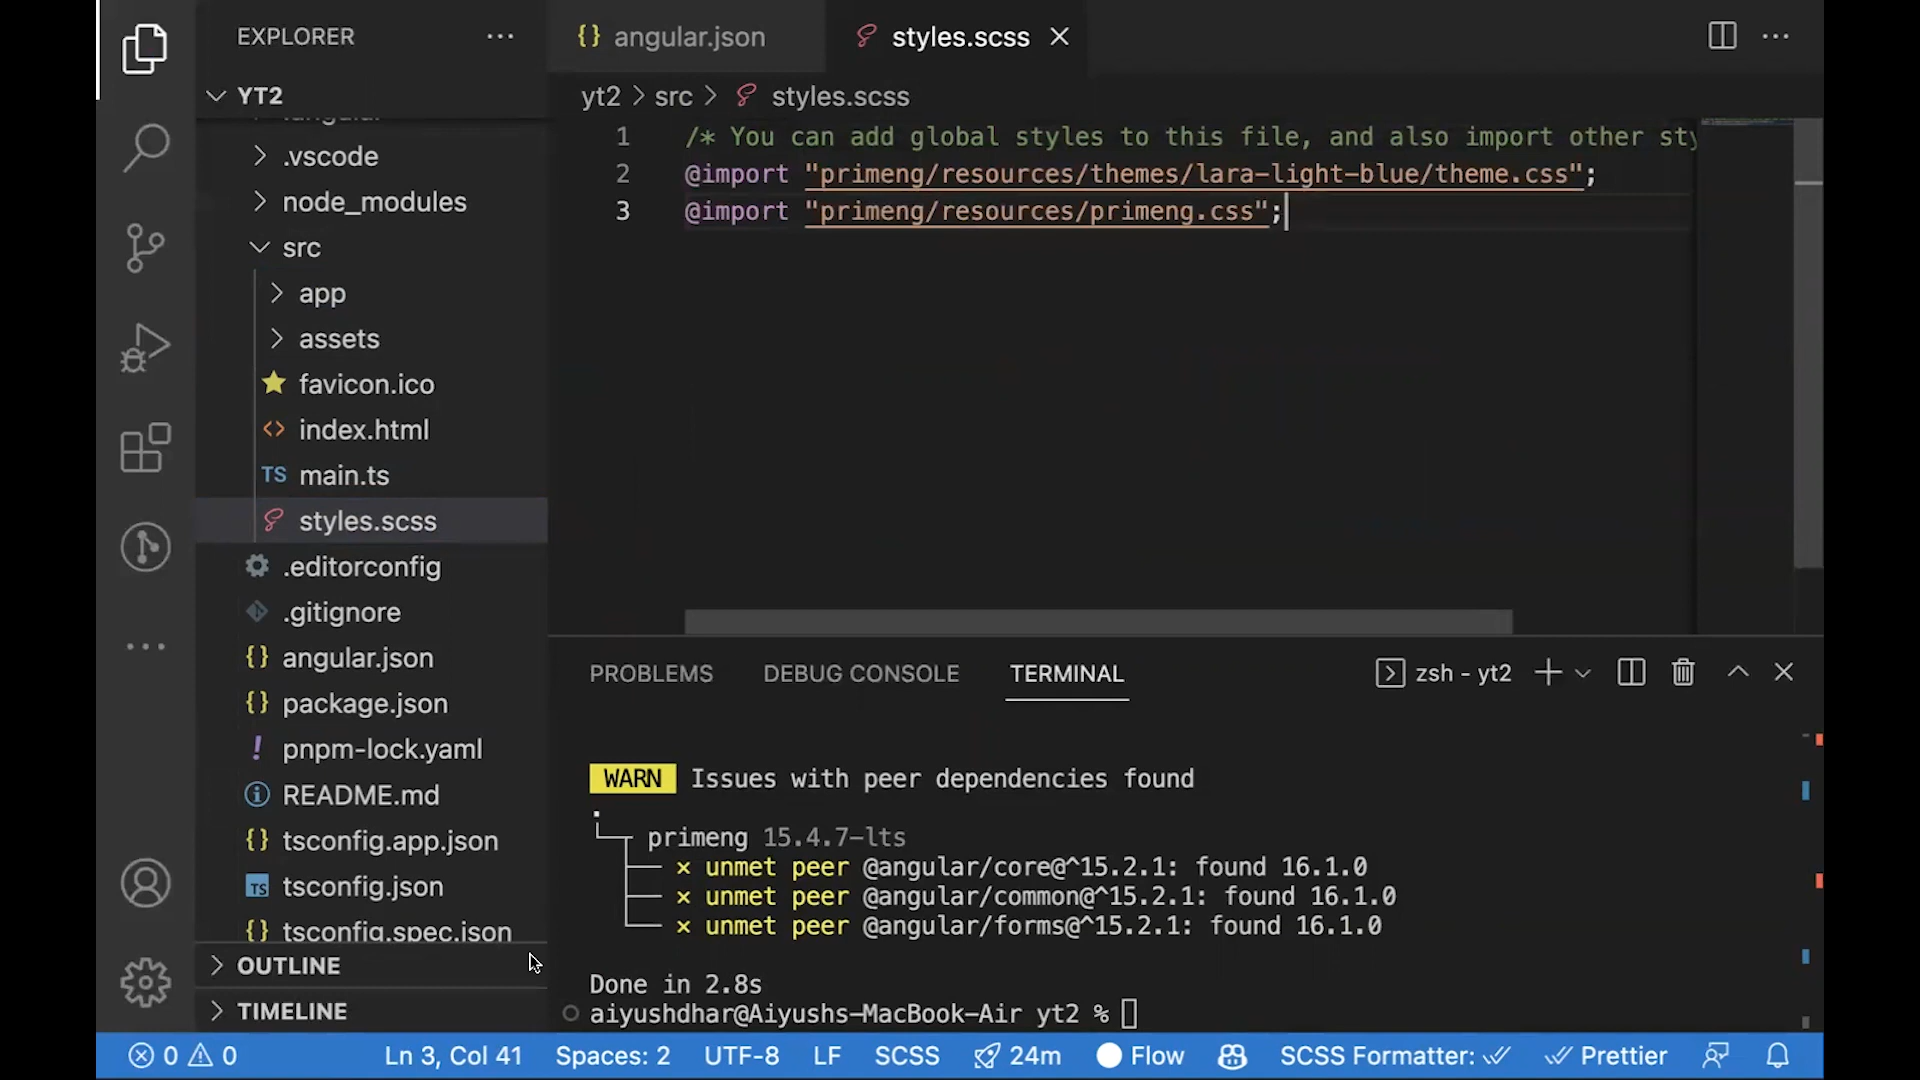 EXPLORER
angular.json
styles.scss
YT2
yt2 > src > styles.scss
.angular
.vscode
node_modules
src
app
assets
favicon.ico
index.html
TS main.ts
styles.scss
.editorconfig
.gitignore
{} angular.json
{} package.json
! pnpm-lock.yaml
README.md
{} tsconfig.app.json
TS tsconfig.json
{} tsconfig.spec.json
OUTLINE
TIMELINE
1 /* You can add global styles to this file, and also import other sty
2 @import "primeng/resources/themes/lara-light-blue/theme.css";
3 @import "primeng/resources/primeng.css";
PROBLEMS DEBUG CONSOLE TERMINAL zsh - yt2
WARN Issues with peer dependencies found
.
└─┬ primeng 15.4.7-lts
├── × unmet peer @angular/core@^15.2.1: found 16.1.0
├── × unmet peer @angular/common@^15.2.1: found 16.1.0
└── × unmet peer @angular/forms@^15.2.1: found 16.1.0
Done in 2.8s
aiyushdhar@Aiyushs-MacBook-Air yt2 %
0 0 Ln 3, Col 41 Spaces: 2 UTF-8 LF SCSS 24m Flow SCSS Formatter: Prettier